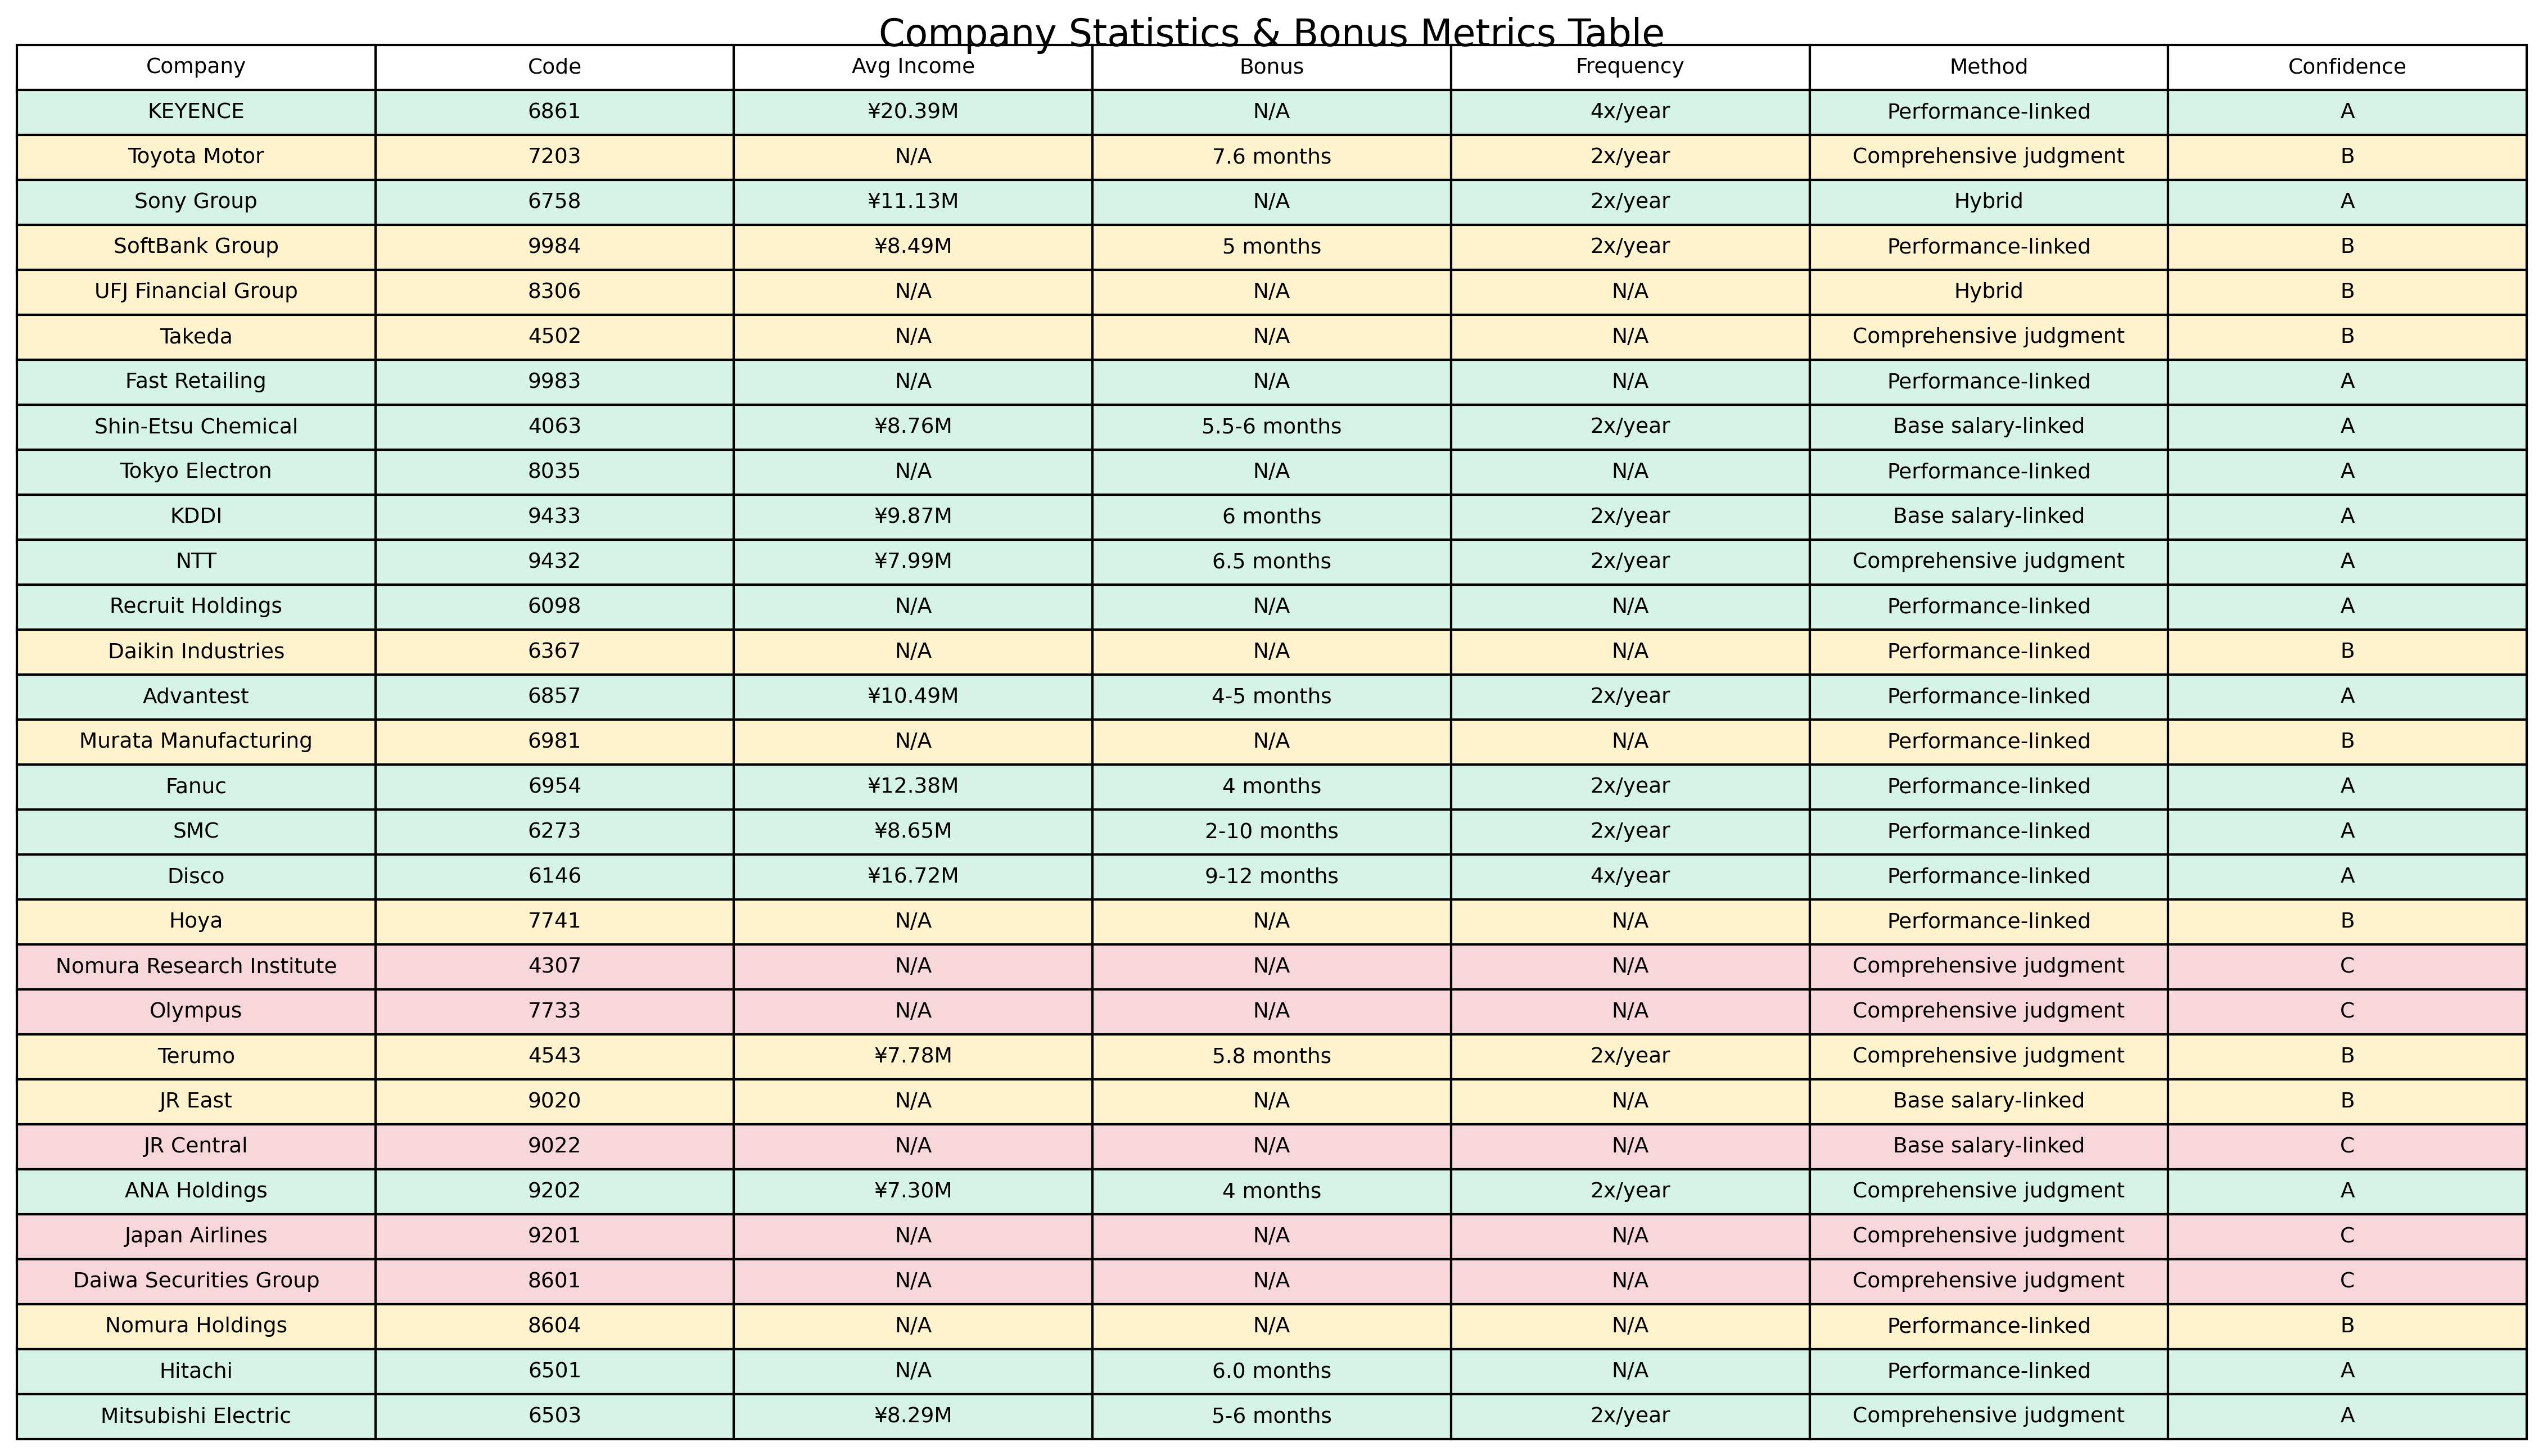 Company Statistics & Bonus Metrics Table
Company Code Avg Income Bonus Frequency Method Confidence
KEYENCE 6861 ¥20.39M N/A 4x/year Performance-linked A
Toyota Motor 7203 N/A 7.6 months 2x/year Comprehensive judgment B
Sony Group 6758 ¥11.13M N/A 2x/year Hybrid A
SoftBank Group 9984 ¥8.49M 5 months 2x/year Performance-linked B
UFJ Financial Group 8306 N/A N/A N/A Hybrid B
Takeda 4502 N/A N/A N/A Comprehensive judgment B
Fast Retailing 9983 N/A N/A N/A Performance-linked A
Shin-Etsu Chemical 4063 ¥8.76M 5.5-6 months 2x/year Base salary-linked A
Tokyo Electron 8035 N/A N/A N/A Performance-linked A
KDDI 9433 ¥9.87M 6 months 2x/year Base salary-linked A
NTT 9432 ¥7.99M 6.5 months 2x/year Comprehensive judgment A
Recruit Holdings 6098 N/A N/A N/A Performance-linked A
Daikin Industries 6367 N/A N/A N/A Performance-linked B
Advantest 6857 ¥10.49M 4-5 months 2x/year Performance-linked A
Murata Manufacturing 6981 N/A N/A N/A Performance-linked B
Fanuc 6954 ¥12.38M 4 months 2x/year Performance-linked A
SMC 6273 ¥8.65M 2-10 months 2x/year Performance-linked A
Disco 6146 ¥16.72M 9-12 months 4x/year Performance-linked A
Hoya 7741 N/A N/A N/A Performance-linked B
Nomura Research Institute 4307 N/A N/A N/A Comprehensive judgment C
Olympus 7733 N/A N/A N/A Comprehensive judgment C
Terumo 4543 ¥7.78M 5.8 months 2x/year Comprehensive judgment B
JR East 9020 N/A N/A N/A Base salary-linked B
JR Central 9022 N/A N/A N/A Base salary-linked C
ANA Holdings 9202 ¥7.30M 4 months 2x/year Comprehensive judgment A
Japan Airlines 9201 N/A N/A N/A Comprehensive judgment C
Daiwa Securities Group 8601 N/A N/A N/A Comprehensive judgment C
Nomura Holdings 8604 N/A N/A N/A Performance-linked B
Hitachi 6501 N/A 6.0 months N/A Performance-linked A
Mitsubishi Electric 6503 ¥8.29M 5-6 months 2x/year Comprehensive judgment A